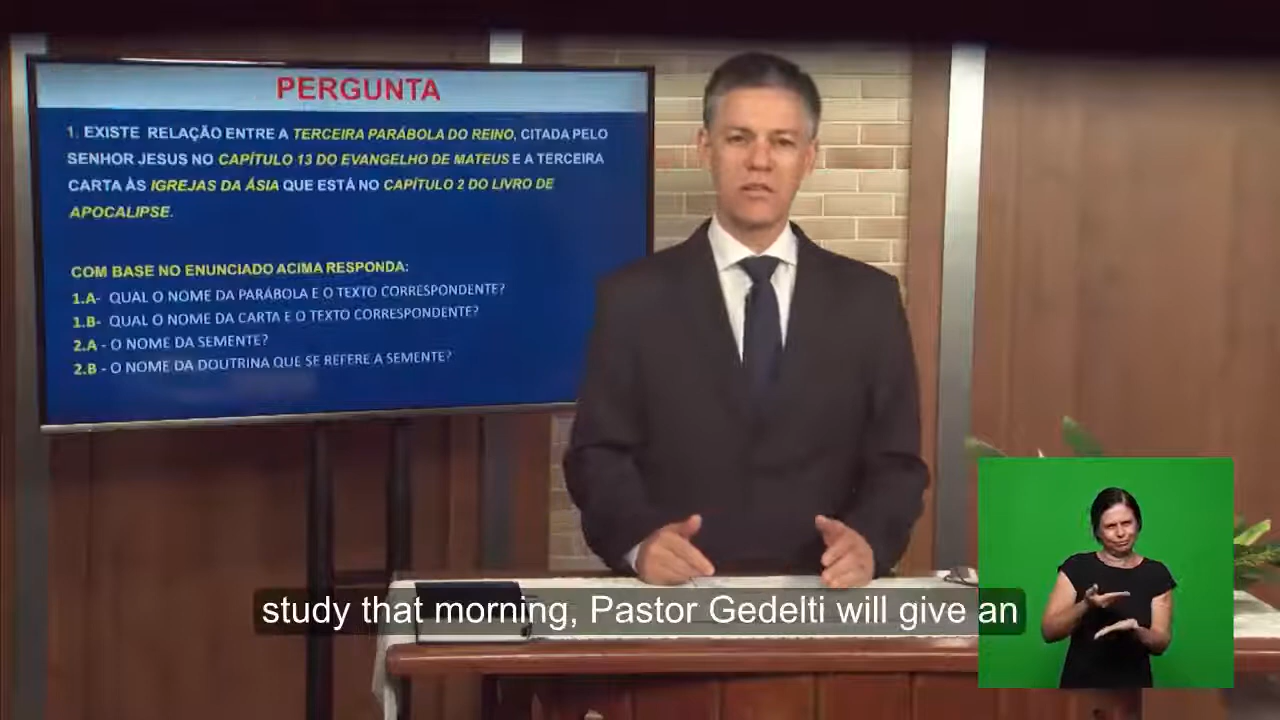 PERGUNTA
1. EXISTE RELAÇÃO ENTRE A TERCEIRA PARÁBOLA DO REINO, CITADA PELO
SENHOR JESUS NO CAPÍTULO 13 DO EVANGELHO DE MATEUS E A TERCEIRA
CARTA ÀS IGREJAS DA ÁSIA QUE ESTÁ NO CAPÍTULO 2 DO LIVRO DE
APOCALIPSE.
COM BASE NO ENUNCIADO ACIMA RESPONDA:
1.A- QUAL O NOME DA PARÁBOLA E O TEXTO CORRESPONDENTE?
1.B- QUAL O NOME DA CARTA E O TEXTO CORRESPONDENTE?
2.A - O NOME DA SEMENTE?
2.B - O NOME DA DOUTRINA QUE SE REFERE A SEMENTE?
study that morning, Pastor Gedelti will give an